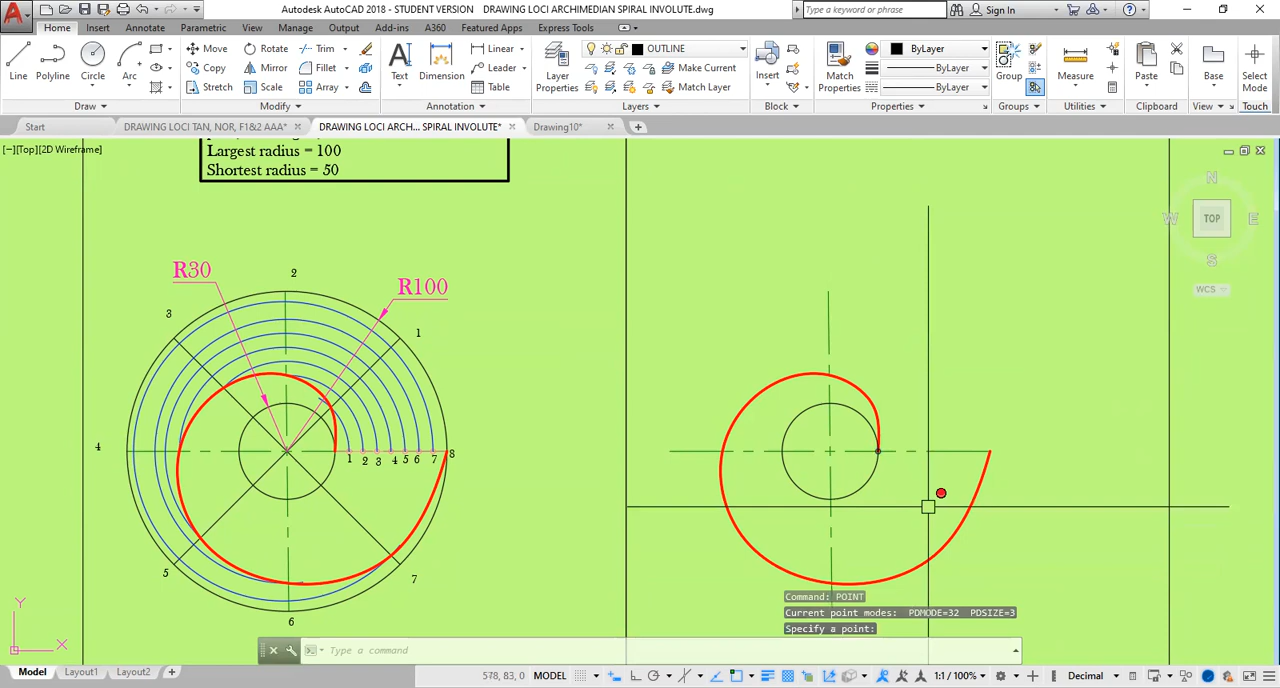 Autodesk AutoCAD 2018 - STUDENT VERSION DRAWING LOCI ARCHIMEDIAN SPIRAL INVOLUTE.dwg
Type a keyword or phrase
Sign In
Home Insert Annotate Parametric View Manage Output Add-ins A360 Featured Apps Express Tools
Line Polyline Circle Arc
Move Rotate Trim
Copy Mirror Fillet
Stretch Scale Array
Text Dimension
Linear
Leader
Table
Layer Properties
OUTLINE
Make Current
Match Layer
Insert
Match Properties
ByLayer
ByLayer
ByLayer
Group
Measure
Paste
Base
Select Mode
Draw Modify Annotation Layers Block Properties Groups Utilities Clipboard View Touch
Start DRAWING LOCI TAN, NOR, F1&2 AAA* DRAWING LOCI ARCH... SPIRAL INVOLUTE* Drawing10*
[−][Top][2D Wireframe]
Largest radius = 100
Shortest radius = 50
N
W TOP E
S
WCS
R30
R100
2
3
1
4
1 2 3 4 5 6 7 8
5
7
6
Command: POINT
Current point modes: PDMODE=32 PDSIZE=3
Specify a point:
Y
X
Type a command
Model Layout1 Layout2
578, 83, 0 MODEL
1:1 / 100%
Decimal